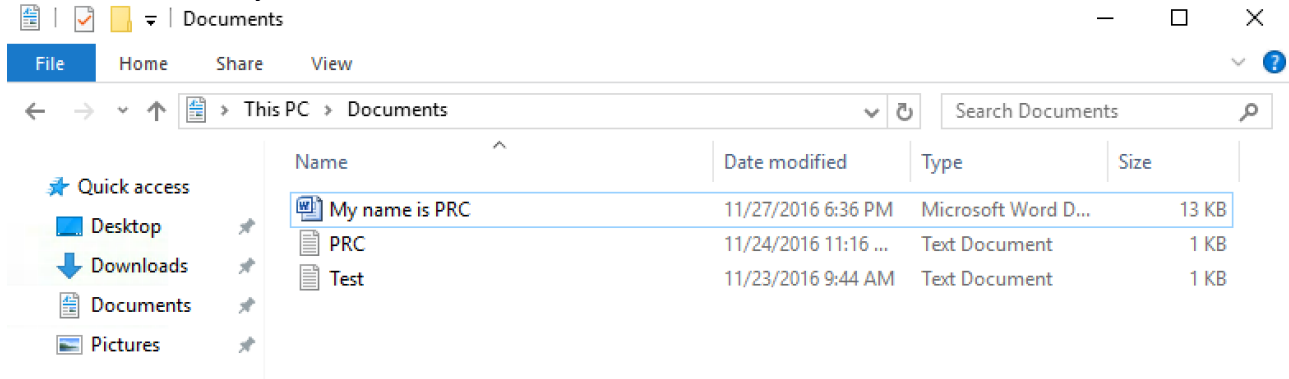 Documents
File Home Share View
This PC > Documents Search Documents
Name Date modified Type Size
Quick access
My name is PRC 11/27/2016 6:36 PM Microsoft Word D... 13 KB
Desktop
PRC 11/24/2016 11:16 ... Text Document 1 KB
Downloads
Test 11/23/2016 9:44 AM Text Document 1 KB
Documents
Pictures